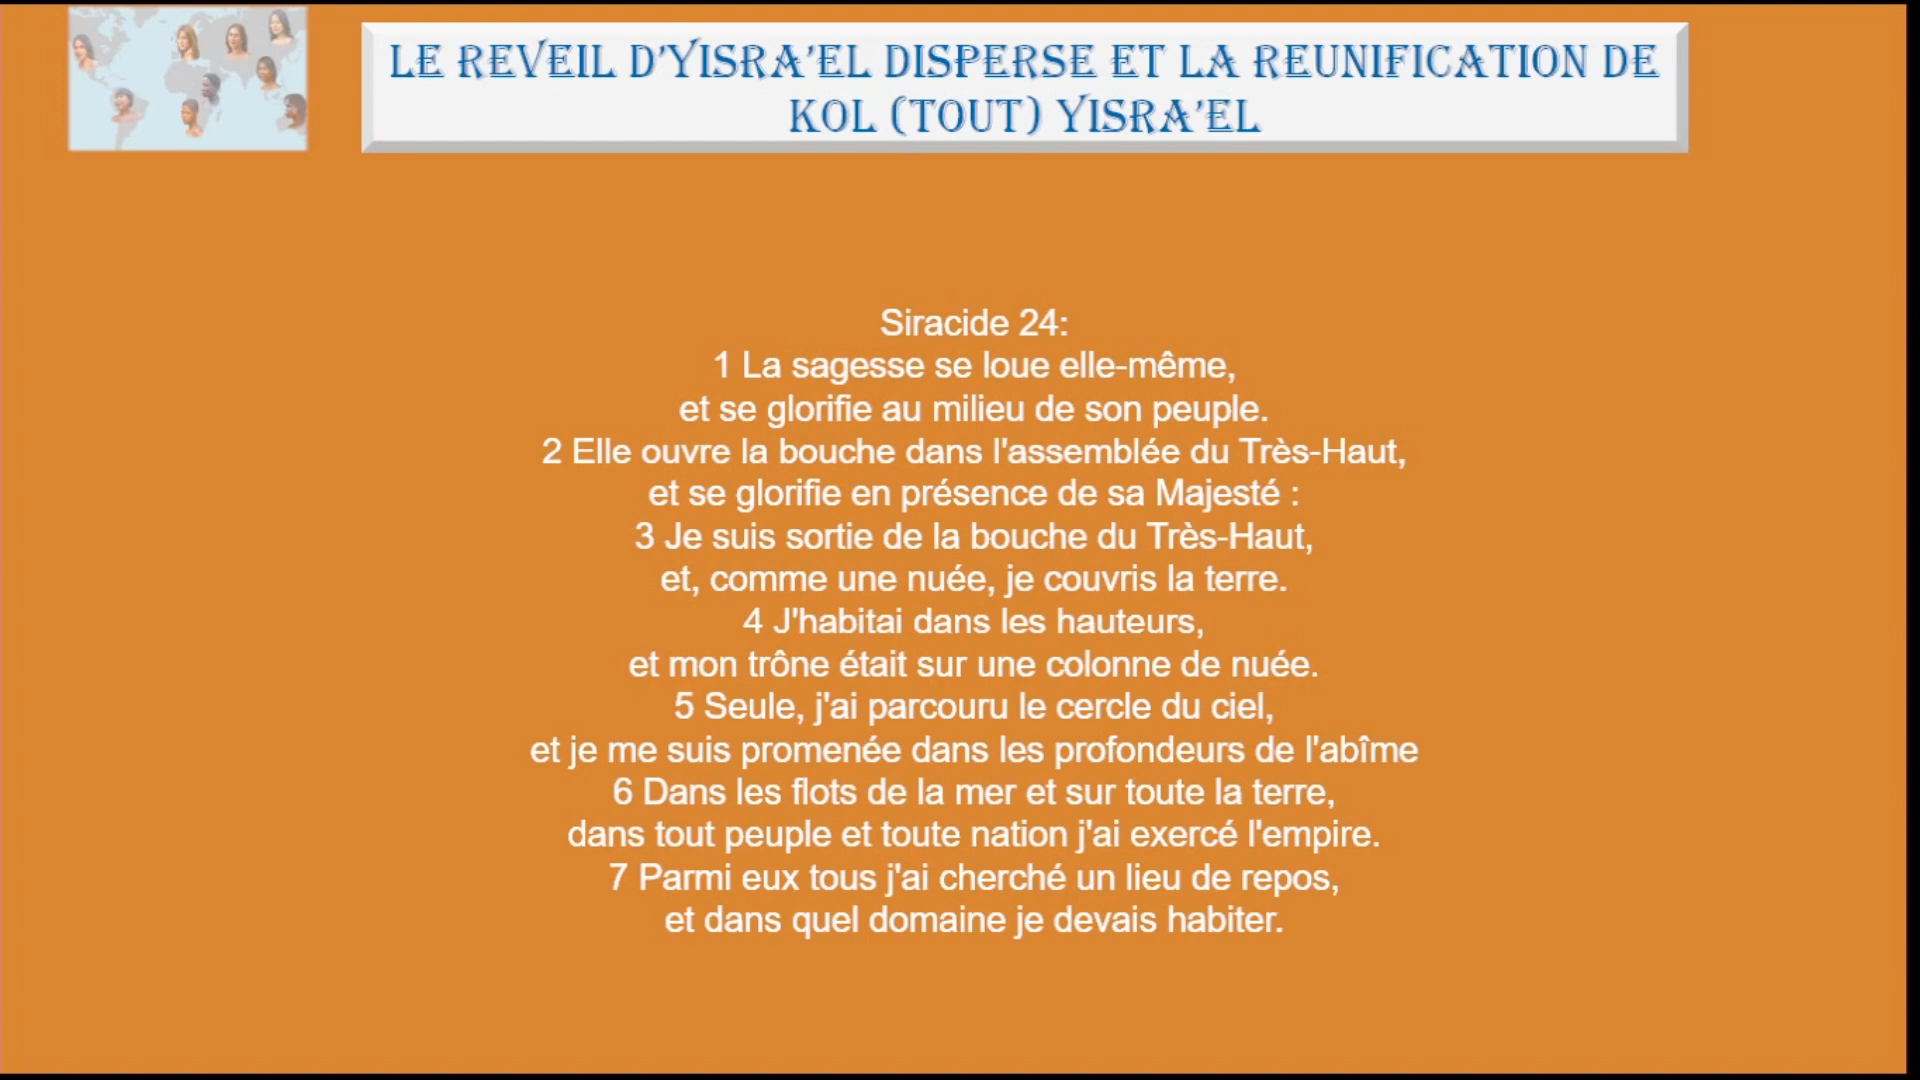 LE REVEIL D'YISRA'EL DISPERSE ET LA REUNIFICATION DE
KOL (TOUT) YISRA'EL
Siracide 24:
1 La sagesse se loue elle-même,
et se glorifie au milieu de son peuple.
2 Elle ouvre la bouche dans l'assemblée du Très-Haut,
et se glorifie en présence de sa Majesté :
3 Je suis sortie de la bouche du Très-Haut,
et, comme une nuée, je couvris la terre.
4 J'habitai dans les hauteurs,
et mon trône était sur une colonne de nuée.
5 Seule, j'ai parcouru le cercle du ciel,
et je me suis promenée dans les profondeurs de l'abîme
6 Dans les flots de la mer et sur toute la terre,
dans tout peuple et toute nation j'ai exercé l'empire.
7 Parmi eux tous j'ai cherché un lieu de repos,
et dans quel domaine je devais habiter.